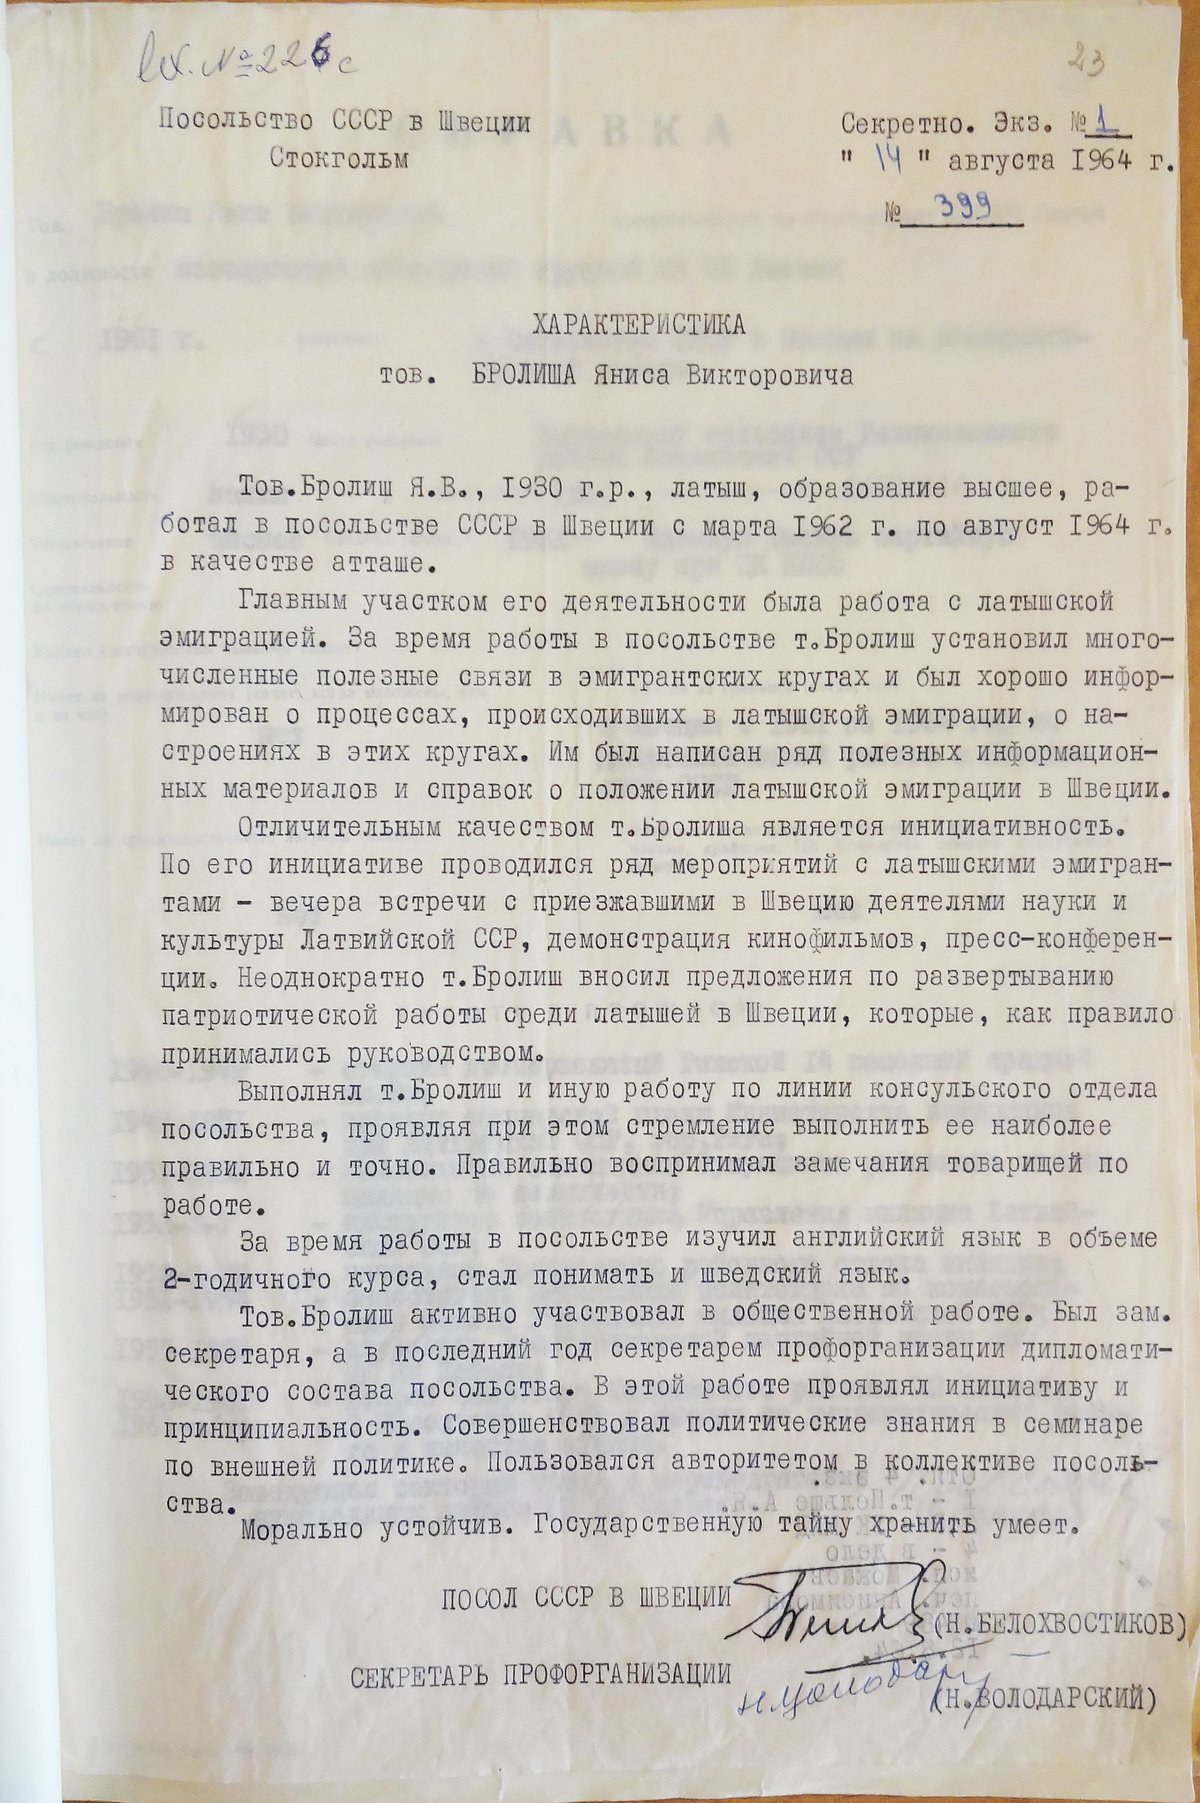 Вх. №226с
23
Посольство СССР в Швеции
Стокгольм
Секретно. Экз. №1
" 14 " августа 1964 г.
№ 399
ХАРАКТЕРИСТИКА
тов. БРОЛИША Яниса Викторовича
Тов.Бролиш Я.В., 1930 г.р., латыш, образование высшее, ра-
ботал в посольстве СССР в Швеции с марта 1962 г. по август 1964 г.
в качестве атташе.
Главным участком его деятельности была работа с латышской
эмиграцией. За время работы в посольстве т.Бролиш установил много-
численные полезные связи в эмигрантских кругах и был хорошо инфор-
мирован о процессах, происходивших в латышской эмиграции, о на-
строениях в этих кругах. Им был написан ряд полезных информацион-
ных материалов и справок о положении латышской эмиграции в Швеции.
Отличительным качеством т.Бролиша является инициативность.
По его инициативе проводился ряд мероприятий с латышскими эмигран-
тами - вечера встречи с приезжавшими в Швецию деятелями науки и
культуры Латвийской ССР, демонстрация кинофильмов, пресс-конферен-
ции. Неоднократно т.Бролиш вносил предложения по развертыванию
патриотической работы среди латышей в Швеции, которые, как правило
принимались руководством.
Выполнял т.Бролиш и иную работу по линии консульского отдела
посольства, проявляя при этом стремление выполнить ее наиболее
правильно и точно. Правильно воспринимал замечания товарищей по
работе.
За время работы в посольстве изучил английский язык в объеме
2-годичного курса, стал понимать и шведский язык.
Тов.Бролиш активно участвовал в общественной работе. Был зам.
секретаря, а в последний год секретарем профорганизации дипломати-
ческого состава посольства. В этой работе проявлял инициативу и
принципиальность. Совершенствовал политические знания в семинаре
по внешней политике. Пользовался авторитетом в коллективе посоль-
ства.
Морально устойчив. Государственную тайну хранить умеет.
ПОСОЛ СССР В ШВЕЦИИ
(Н.БЕЛОХВОСТИКОВ)
СЕКРЕТАРЬ ПРОФОРГАНИЗАЦИИ
(Н.ВОЛОДАРСКИЙ)